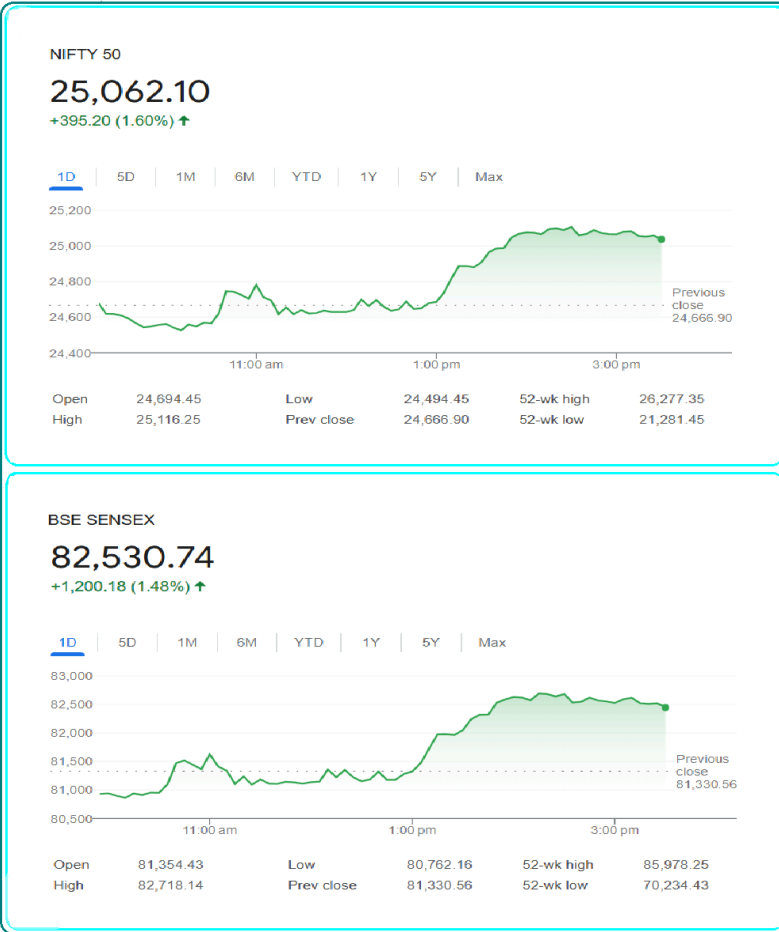 NIFTY 50
25,062.10
+395.20 (1.60%) ↑
1D 5D 1M 6M YTD 1Y 5Y Max
25,200
25,000
24,800
24,600
24,400
Previous
close
24,666.90
11:00 am 1:00 pm 3:00 pm
Open 24,694.45 Low 24,494.45 52-wk high 26,277.35
High 25,116.25 Prev close 24,666.90 52-wk low 21,281.45
BSE SENSEX
82,530.74
+1,200.18 (1.48%) ↑
1D 5D 1M 6M YTD 1Y 5Y Max
83,000
82,500
82,000
81,500
81,000
80,500
Previous
close
81,330.56
11:00 am 1:00 pm 3:00 pm
Open 81,354.43 Low 80,762.16 52-wk high 85,978.25
High 82,718.14 Prev close 81,330.56 52-wk low 70,234.43